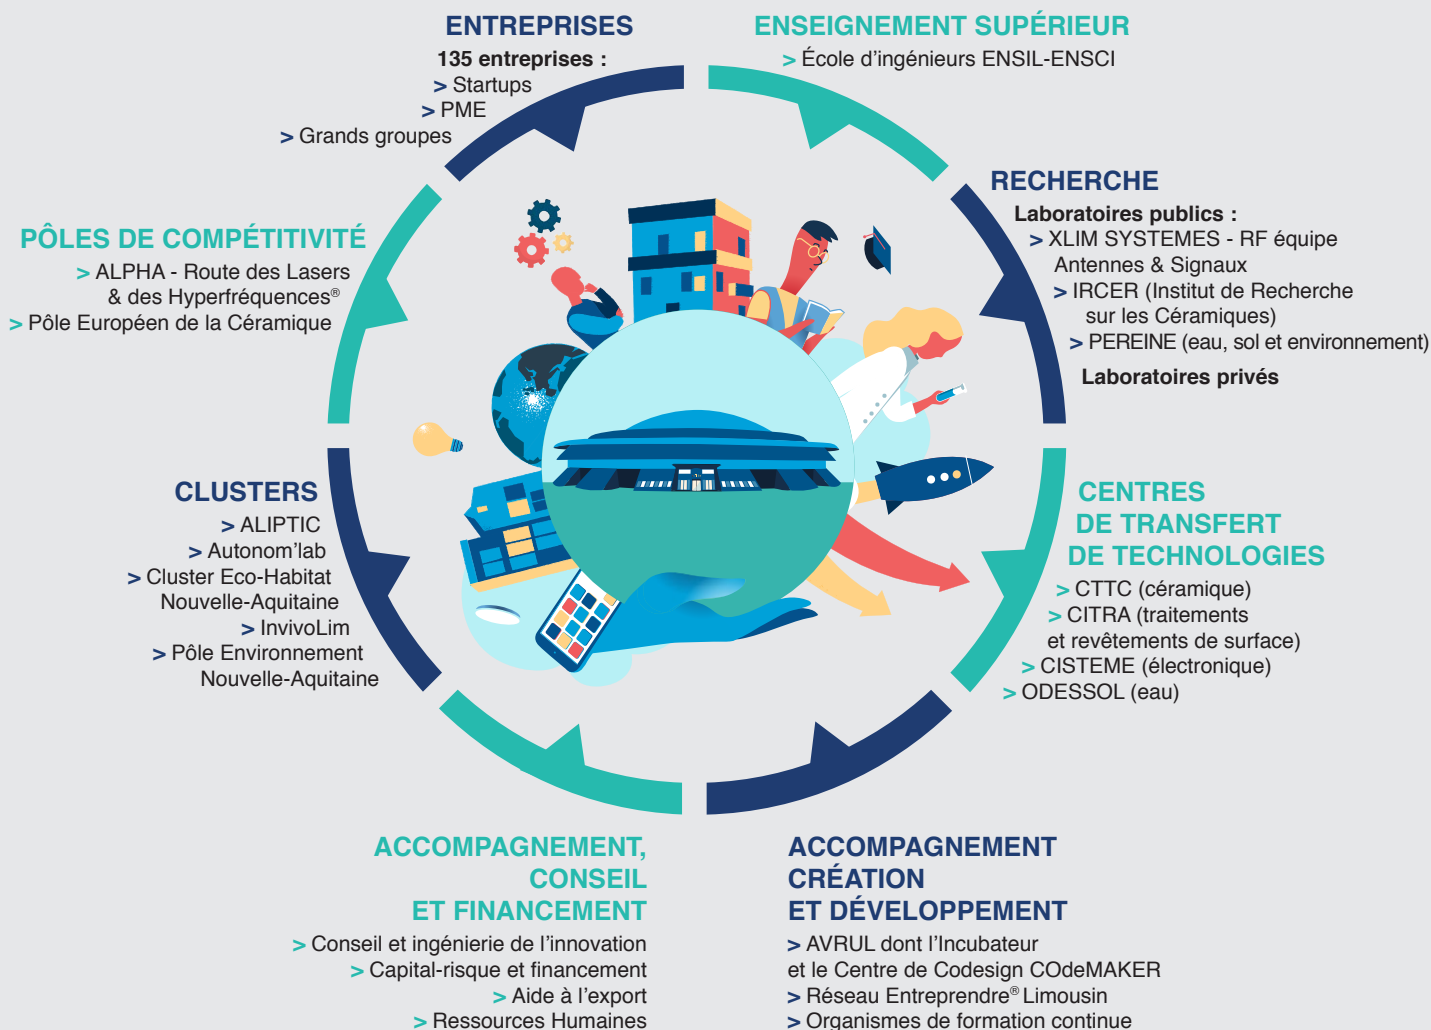 ENTREPRISES
135 entreprises :
> Startups
> PME
> Grands groupes
ENSEIGNEMENT SUPÉRIEUR
> École d’ingénieurs ENSIL-ENSCI
RECHERCHE
Laboratoires publics :
> XLIM SYSTEMES - RF équipe
Antennes & Signaux
> IRCER (Institut de Recherche
sur les Céramiques)
> PEREINE (eau, sol et environnement)
Laboratoires privés
CENTRES
DE TRANSFERT
DE TECHNOLOGIES
> CTTC (céramique)
> CITRA (traitements
et revêtements de surface)
> CISTEME (électronique)
> ODESSOL (eau)
ACCOMPAGNEMENT
CRÉATION
ET DÉVELOPPEMENT
> AVRUL dont l’Incubateur
et le Centre de Codesign COdeMAKER
> Réseau Entreprendre® Limousin
> Organismes de formation continue
ACCOMPAGNEMENT,
CONSEIL
ET FINANCEMENT
> Conseil et ingénierie de l’innovation
> Capital-risque et financement
> Aide à l’export
> Ressources Humaines
CLUSTERS
> ALIPTIC
> Autonom’lab
> Cluster Eco-Habitat
Nouvelle-Aquitaine
> InvivoLim
> Pôle Environnement
Nouvelle-Aquitaine
PÔLES DE COMPÉTITIVITÉ
> ALPHA - Route des Lasers
& des Hyperfréquences®
> Pôle Européen de la Céramique